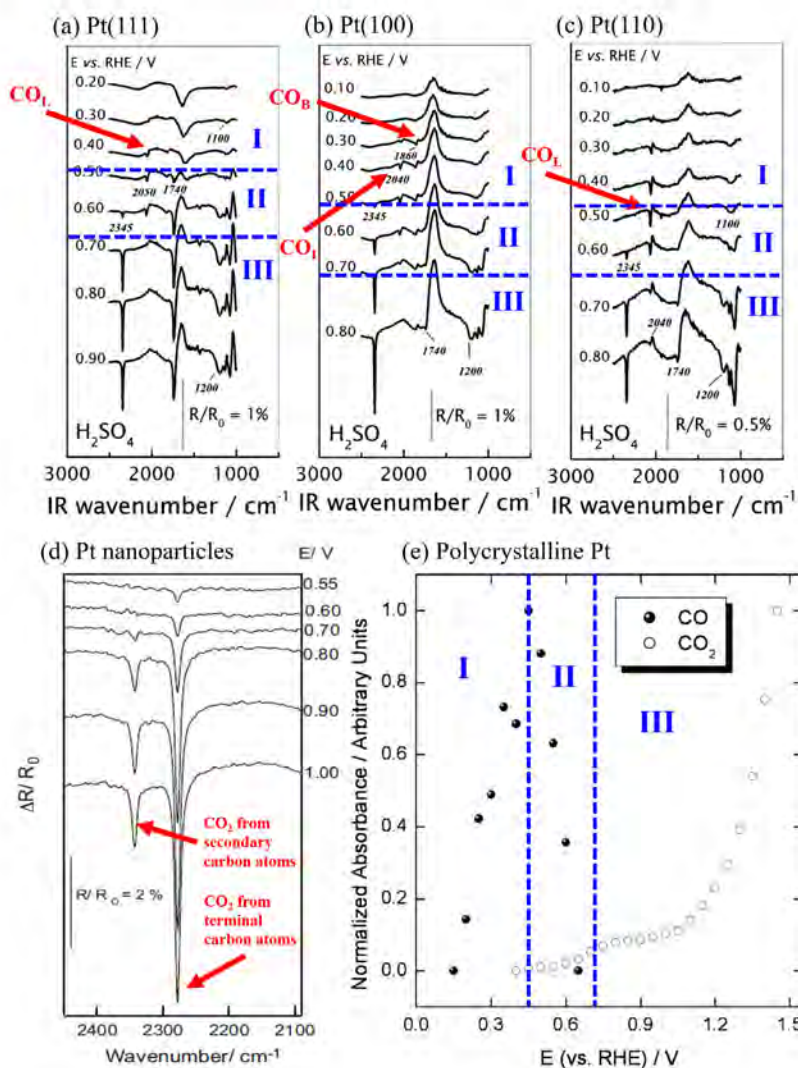 (a) Pt(111)
E vs. RHE / V
0.20
0.30
0.40
0.50
0.60
0.70
0.80
0.90
CO_L
1100
2050
1740
2345
1200
I
II
III
R/R₀ = 1%
H₂SO₄
3000 2000 1000
IR wavenumber / cm⁻¹
(b) Pt(100)
E vs. RHE / V
0.10
0.20
0.30
0.40
0.50
0.60
0.70
0.80
CO_B
1860
2040
2345
CO_L
1740
1200
I
II
III
R/R₀ = 1%
H₂SO₄
3000 2000 1000
IR wavenumber / cm⁻¹
(c) Pt(110)
E vs. RHE / V
0.10
0.20
0.30
0.40
0.50
0.60
0.70
0.80
CO_L
1100
2345
2040
1740
1200
I
II
III
R/R₀ = 0.5%
H₂SO₄
3000 2000 1000
IR wavenumber / cm⁻¹
(d) Pt nanoparticles
E/ V
0.55
0.60
0.70
0.80
0.90
1.00
ΔR/ R₀
CO₂ from
secondary
carbon atoms
R/ R₀ = 2 %
CO₂ from
terminal
carbon atoms
2400 2300 2200 2100
Wavenumber/ cm⁻¹
(e) Polycrystalline Pt
Normalized Absorbance / Arbitrary Units
1.0
0.8
0.6
0.4
0.2
0.0
I
II
III
CO
CO₂
0.0 0.3 0.6 0.9 1.2 1.5
E (vs. RHE) / V